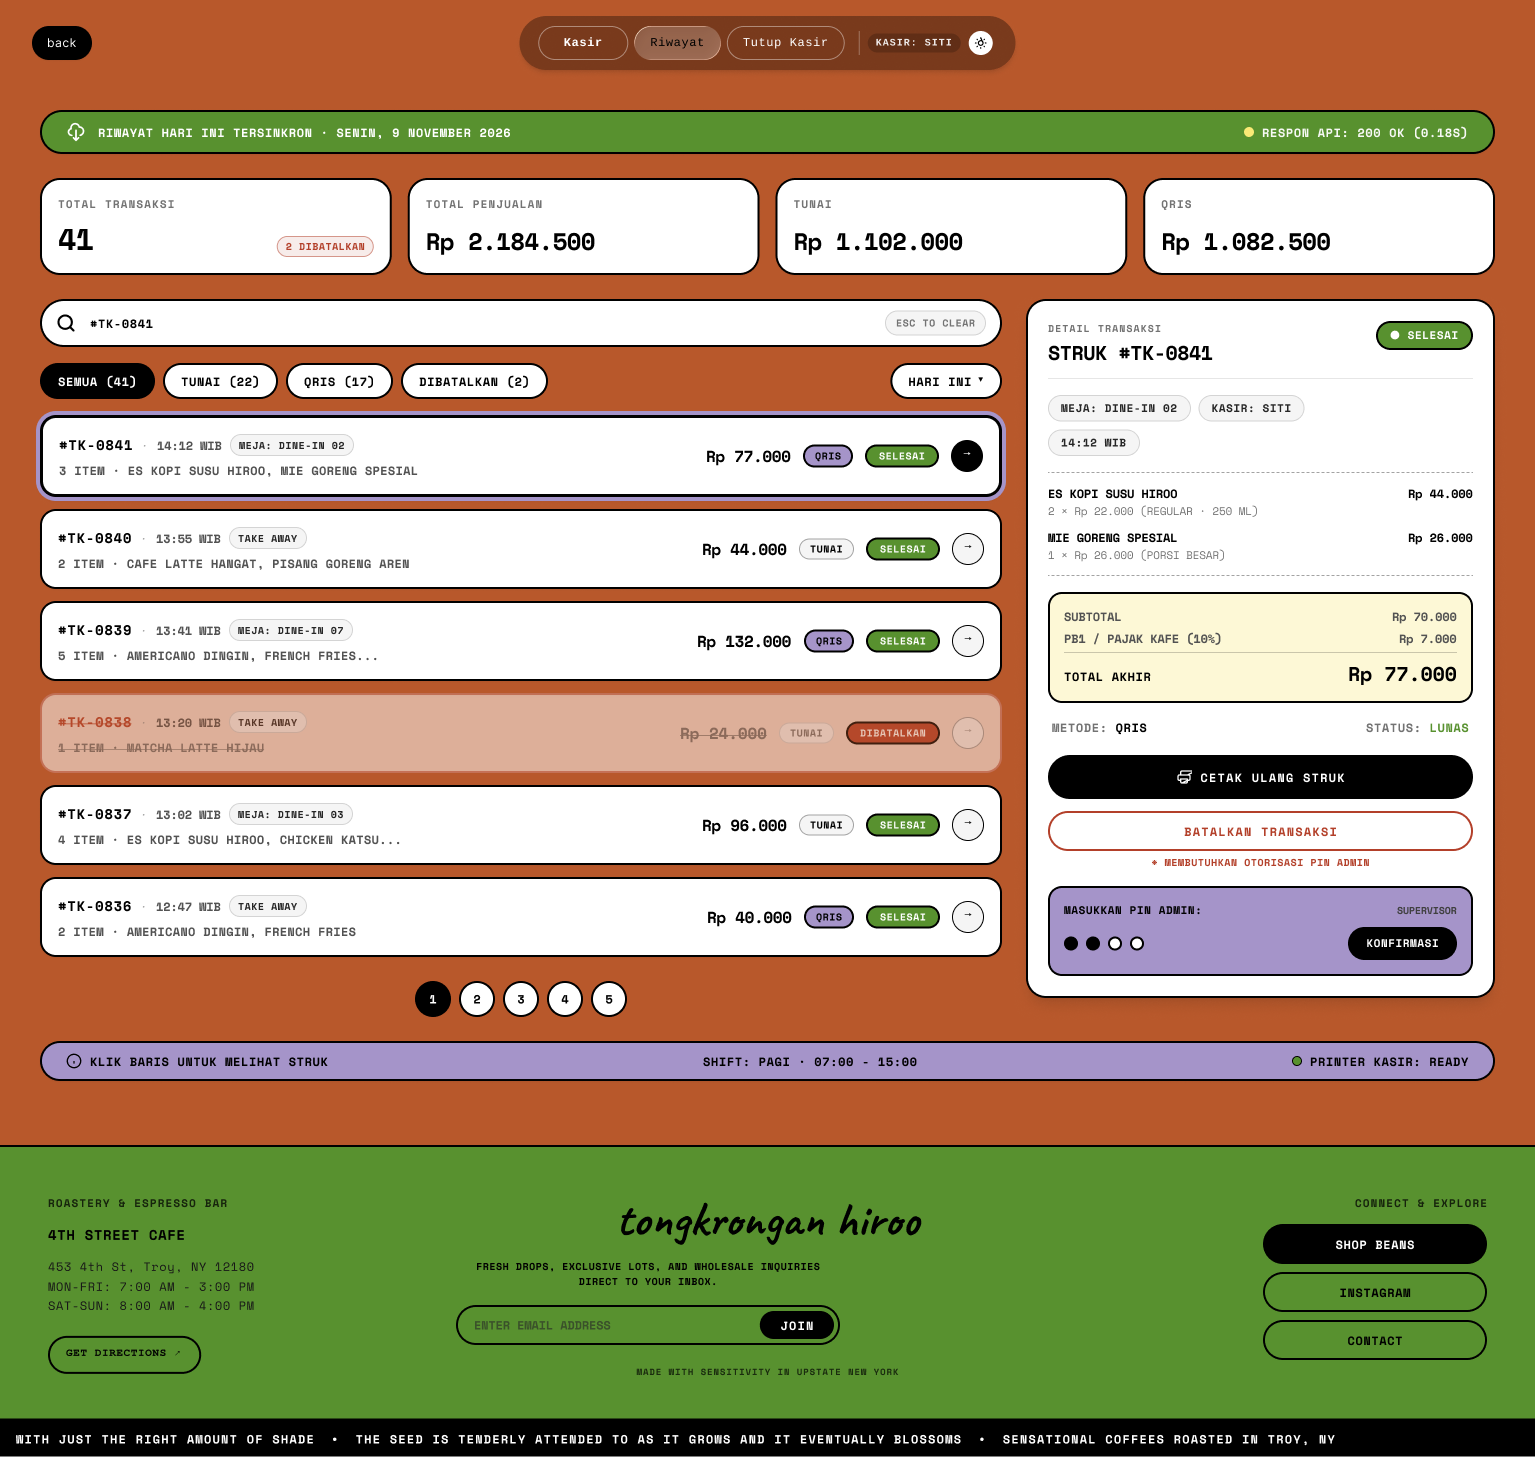 back
Kasir
Riwayat
Tutup Kasir
KASIR: SITI
RIWAYAT HARI INI TERSINKRON · SENIN, 9 NOVEMBER 2026
RESPON API: 200 OK (0.18S)
TOTAL TRANSAKSI
41
2 DIBATALKAN
TOTAL PENJUALAN
Rp 2.184.500
TUNAI
Rp 1.102.000
QRIS
Rp 1.082.500
#TK-0841
ESC TO CLEAR
SEMUA (41)
TUNAI (22)
QRIS (17)
DIBATALKAN (2)
HARI INI ▾
#TK-0841 · 14:12 WIB MEJA: DINE-IN 02
3 ITEM · ES KOPI SUSU HIROO, MIE GORENG SPESIAL
Rp 77.000 QRIS SELESAI →
#TK-0840 · 13:55 WIB TAKE AWAY
2 ITEM · CAFE LATTE HANGAT, PISANG GORENG AREN
Rp 44.000 TUNAI SELESAI →
#TK-0839 · 13:41 WIB MEJA: DINE-IN 07
5 ITEM · AMERICANO DINGIN, FRENCH FRIES...
Rp 132.000 QRIS SELESAI →
#TK-0838 · 13:20 WIB TAKE AWAY
1 ITEM · MATCHA LATTE HIJAU
Rp 24.000 TUNAI DIBATALKAN →
#TK-0837 · 13:02 WIB MEJA: DINE-IN 03
4 ITEM · ES KOPI SUSU HIROO, CHICKEN KATSU...
Rp 96.000 TUNAI SELESAI →
#TK-0836 · 12:47 WIB TAKE AWAY
2 ITEM · AMERICANO DINGIN, FRENCH FRIES
Rp 40.000 QRIS SELESAI →
1 2 3 4 5
DETAIL TRANSAKSI
STRUK #TK-0841
SELESAI
MEJA: DINE-IN 02
KASIR: SITI
14:12 WIB
ES KOPI SUSU HIROO Rp 44.000
2 × Rp 22.000 (REGULAR · 250 ML)
MIE GORENG SPESIAL Rp 26.000
1 × Rp 26.000 (PORSI BESAR)
SUBTOTAL Rp 70.000
PB1 / PAJAK KAFE (10%) Rp 7.000
TOTAL AKHIR Rp 77.000
METODE: QRIS STATUS: LUNAS
CETAK ULANG STRUK
BATALKAN TRANSAKSI
* MEMBUTUHKAN OTORISASI PIN ADMIN
MASUKKAN PIN ADMIN: SUPERVISOR
KONFIRMASI
KLIK BARIS UNTUK MELIHAT STRUK
SHIFT: PAGI · 07:00 - 15:00
PRINTER KASIR: READY
ROASTERY & ESPRESSO BAR
4TH STREET CAFE
453 4th St, Troy, NY 12180
MON-FRI: 7:00 AM - 3:00 PM
SAT-SUN: 8:00 AM - 4:00 PM
GET DIRECTIONS ↗
tongkrongan hiroo
FRESH DROPS, EXCLUSIVE LOTS, AND WHOLESALE INQUIRIES
DIRECT TO YOUR INBOX.
ENTER EMAIL ADDRESS
JOIN
MADE WITH SENSITIVITY IN UPSTATE NEW YORK
CONNECT & EXPLORE
SHOP BEANS
INSTAGRAM
CONTACT
WITH JUST THE RIGHT AMOUNT OF SHADE • THE SEED IS TENDERLY ATTENDED TO AS IT GROWS AND IT EVENTUALLY BLOSSOMS • SENSATIONAL COFFEES ROASTED IN TROY, NY